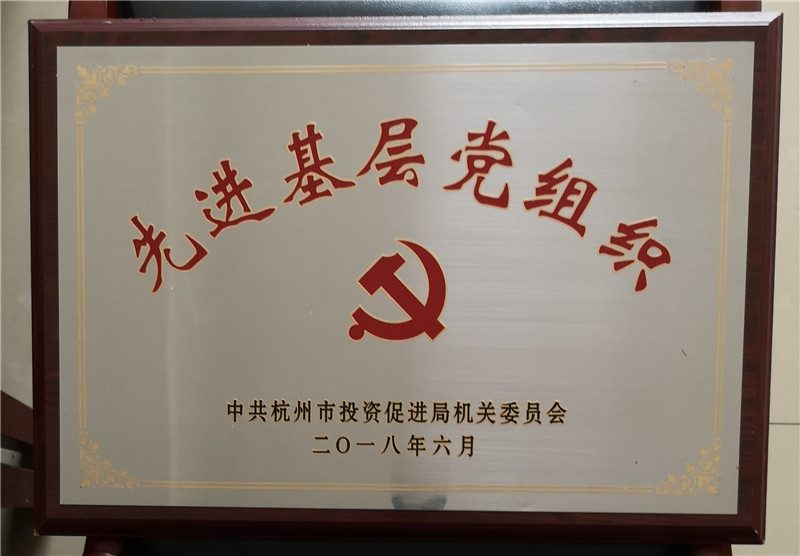 先进基层党组织
中共杭州市投资促进局机关委员会
二〇一八年六月